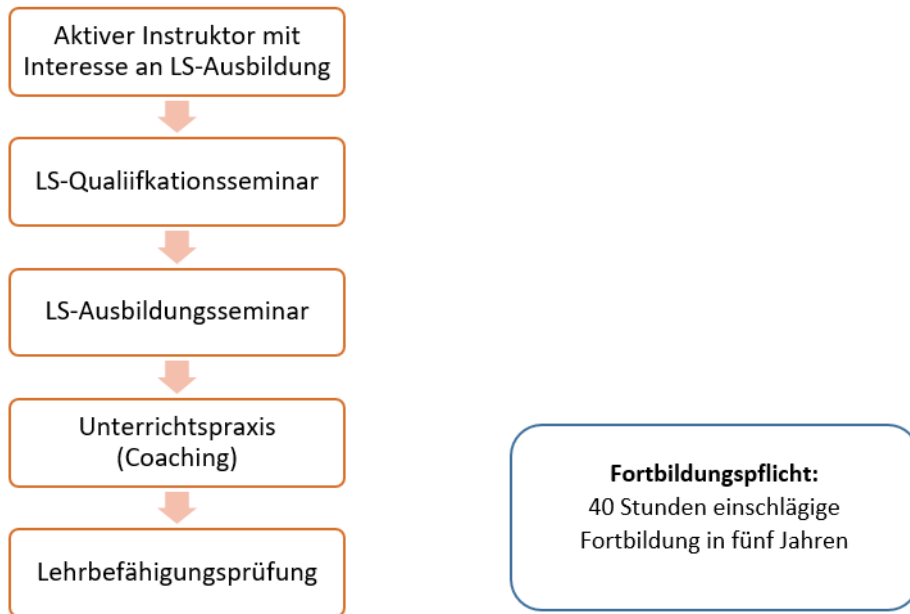 Aktiver Instruktor mit
Interesse an LS-Ausbildung
LS-Qualiifkationsseminar
LS-Ausbildungsseminar
Unterrichtspraxis
(Coaching)
Lehrbefähigungsprüfung
Fortbildungspflicht:
40 Stunden einschlägige
Fortbildung in fünf Jahren